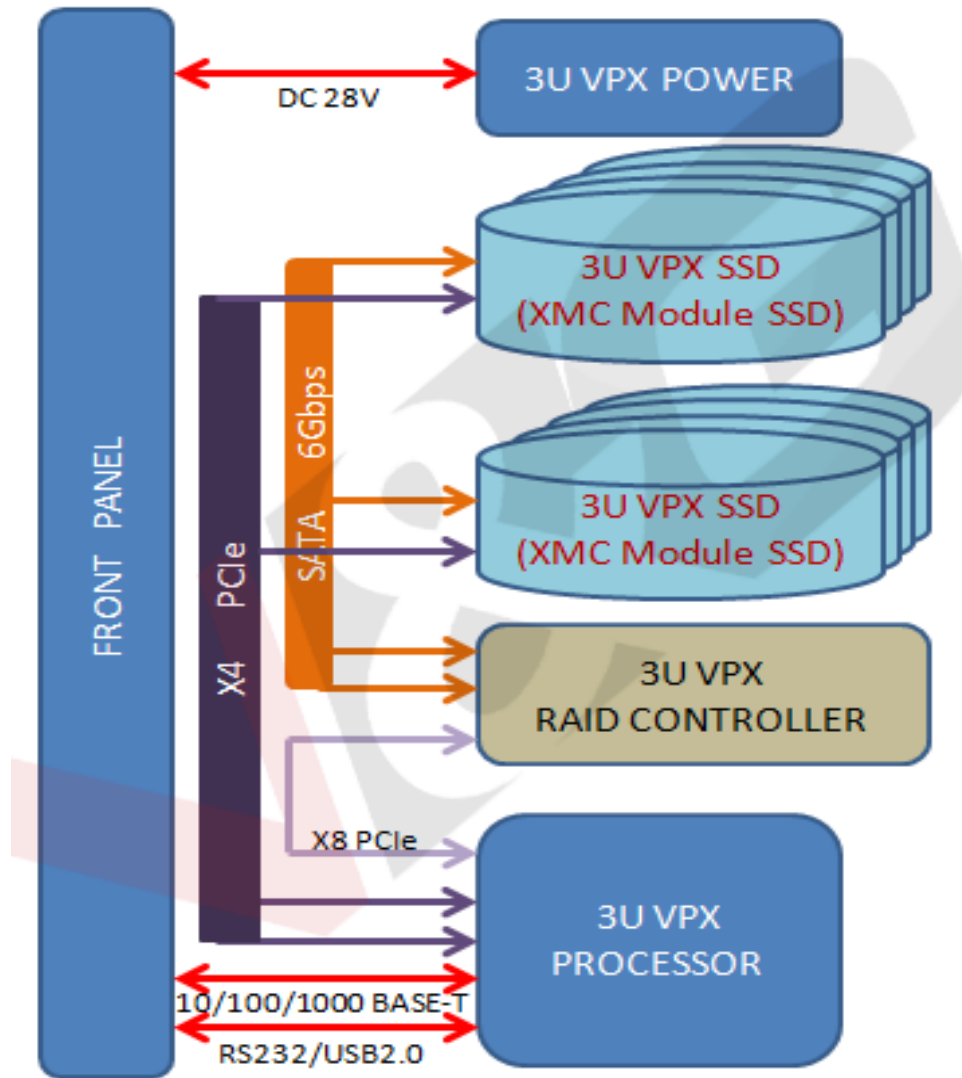 FRONT PANEL
3U VPX POWER
DC 28V
3U VPX SSD
(XMC Module SSD)
SATA 6Gbps
X4 PCIe
3U VPX SSD
(XMC Module SSD)
3U VPX
RAID CONTROLLER
X8 PCIe
3U VPX
PROCESSOR
10/100/1000 BASE-T
RS232/USB2.0